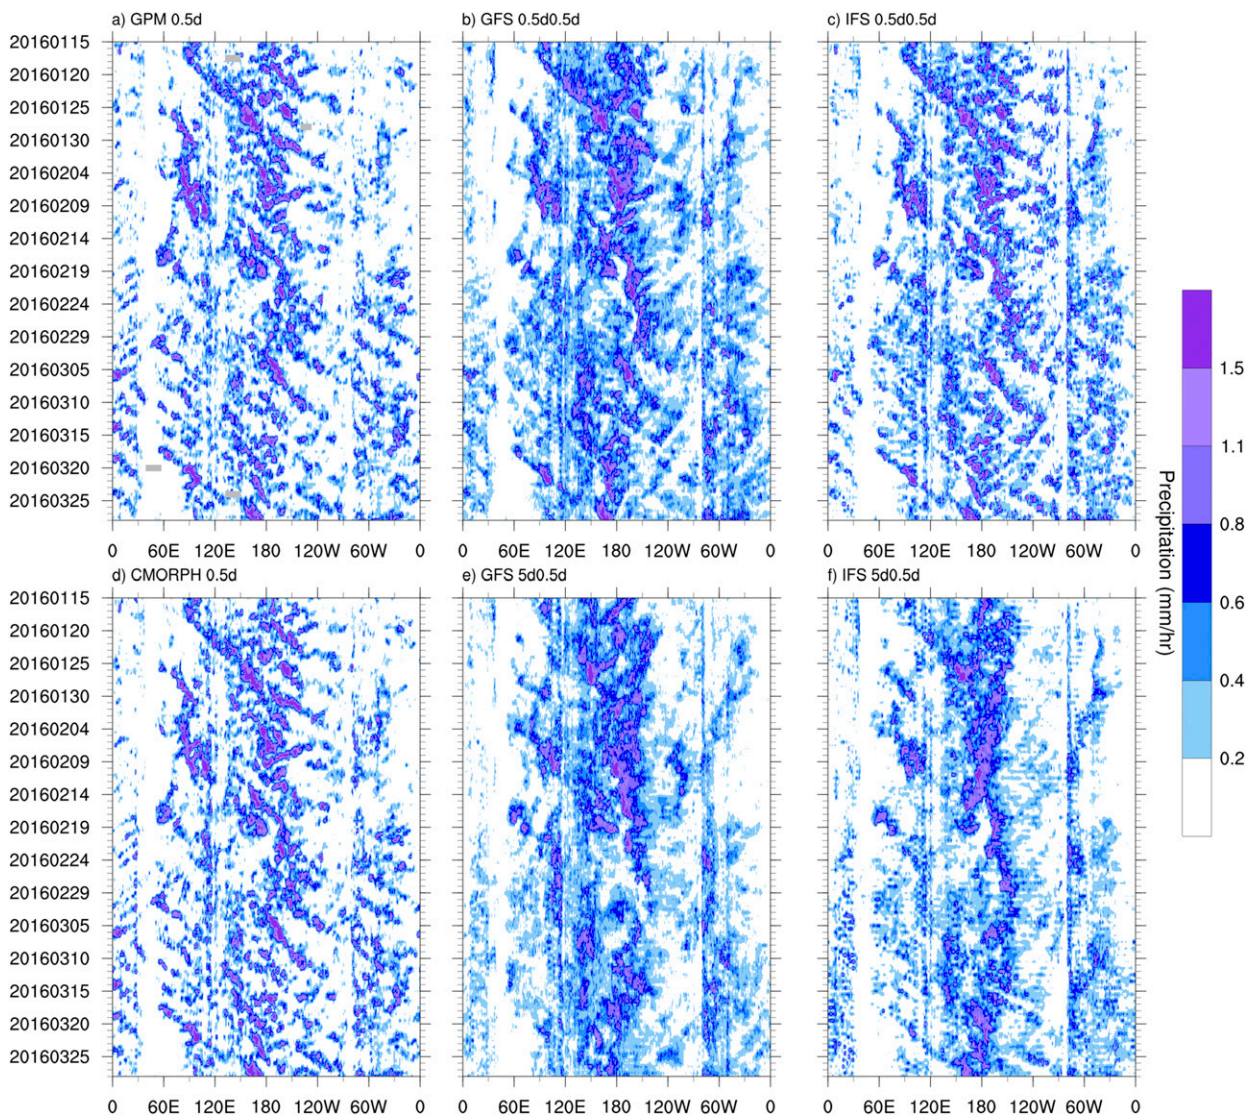 a) GPM 0.5d
b) GFS 0.5d0.5d
c) IFS 0.5d0.5d
20160115
20160120
20160125
20160130
20160204
20160209
20160214
20160219
20160224
20160229
20160305
20160310
20160315
20160320
20160325
0 60E 120E 180 120W 60W 0
0 60E 120E 180 120W 60W 0
0 60E 120E 180 120W 60W 0
d) CMORPH 0.5d
e) GFS 5d0.5d
f) IFS 5d0.5d
20160115
20160120
20160125
20160130
20160204
20160209
20160214
20160219
20160224
20160229
20160305
20160310
20160315
20160320
20160325
0 60E 120E 180 120W 60W 0
0 60E 120E 180 120W 60W 0
0 60E 120E 180 120W 60W 0
Precipitation (mm/hr)
1.5
1.1
0.8
0.6
0.4
0.2